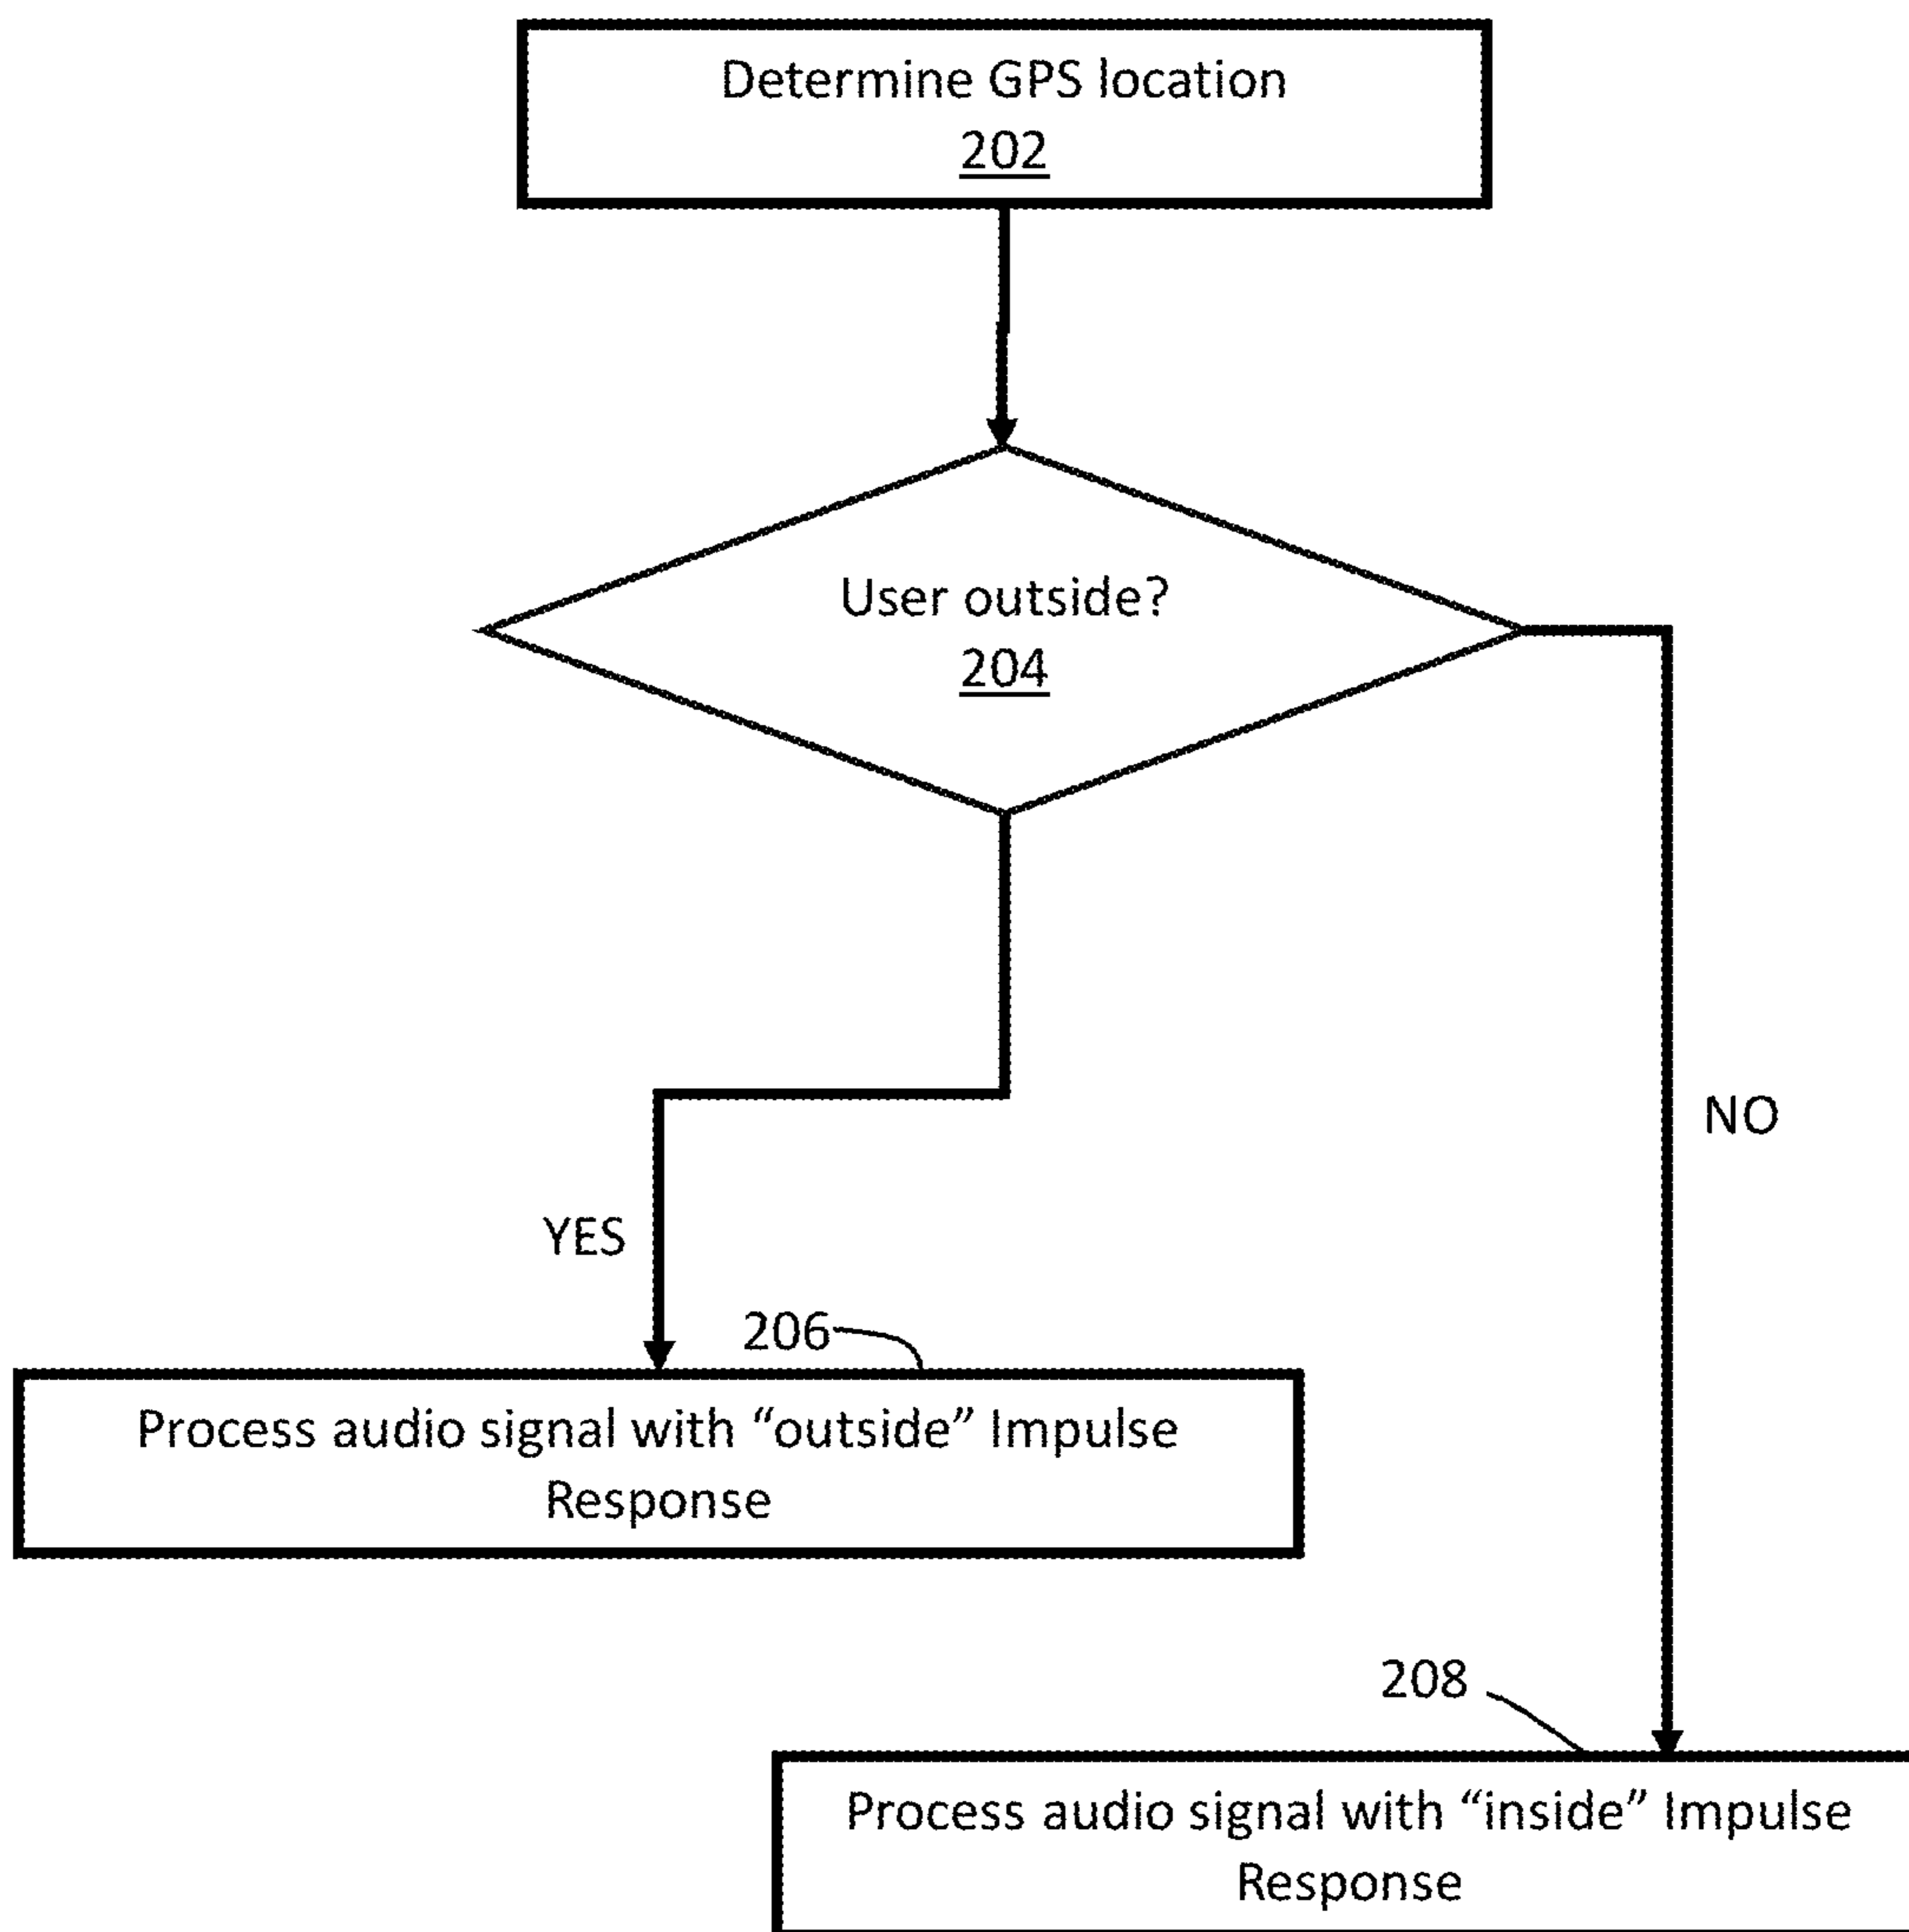 Determine GPS location
202
User outside?
204
NO
YES
206
Process audio signal with “outside” Impulse
Response
208
Process audio signal with “inside” Impulse
Response